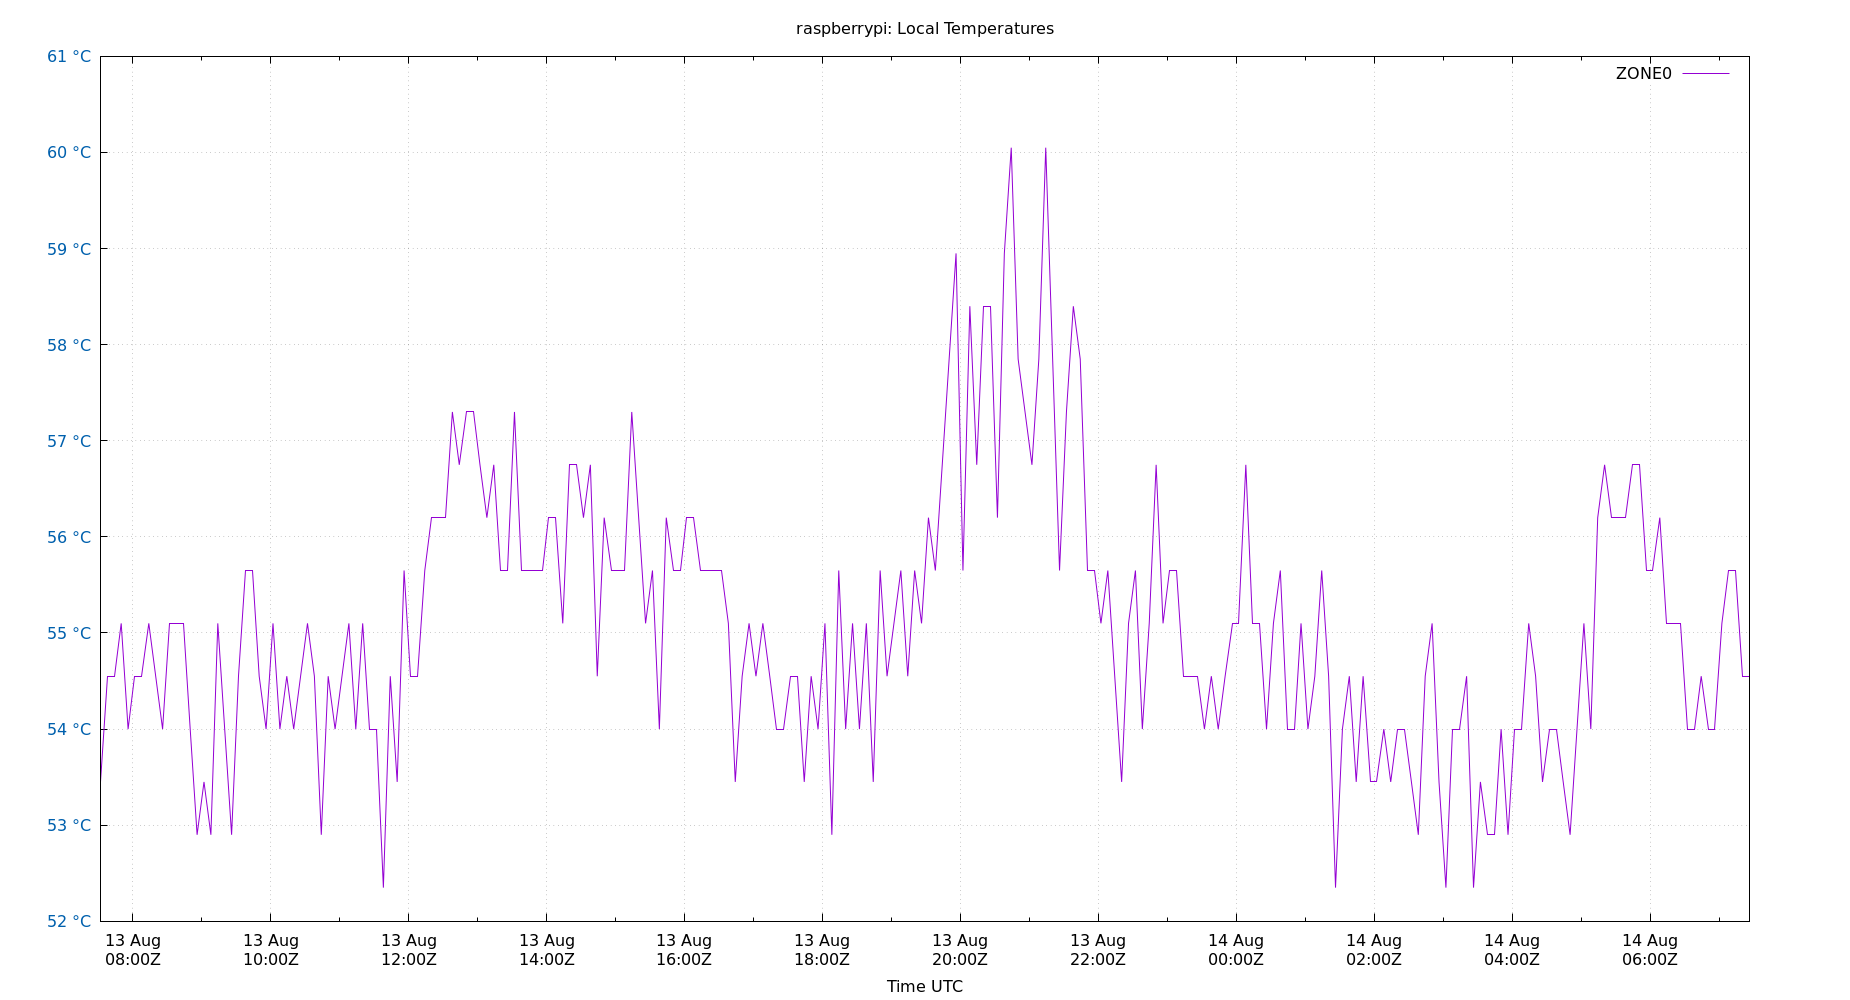 raspberrypi: Local Temperatures
61 °C
ZONE0
60 °C
59 °C
58 °C
57 °C
56 °C
55 °C
54 °C
53 °C
52 °C
13 Aug 13 Aug 13 Aug 13 Aug 13 Aug 13 Aug 13 Aug 13 Aug 14 Aug 14 Aug 14 Aug 14 Aug
08:00Z 10:00Z 12:00Z 14:00Z 16:00Z 18:00Z 20:00Z 22:00Z 00:00Z 02:00Z 04:00Z 06:00Z
Time UTC